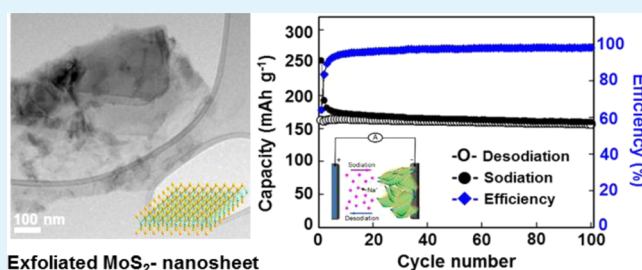 100 nm
Exfoliated MoS₂- nanosheet
Capacity (mAh g⁻¹)
300
250
200
150
100
50
0
0 20 40 60 80 100
Cycle number
100
80
60
40
20
0
Efficiency (%)
A
+ -
Sodiation
Na⁺
Desodiation
Desodiation
Sodiation
Efficiency